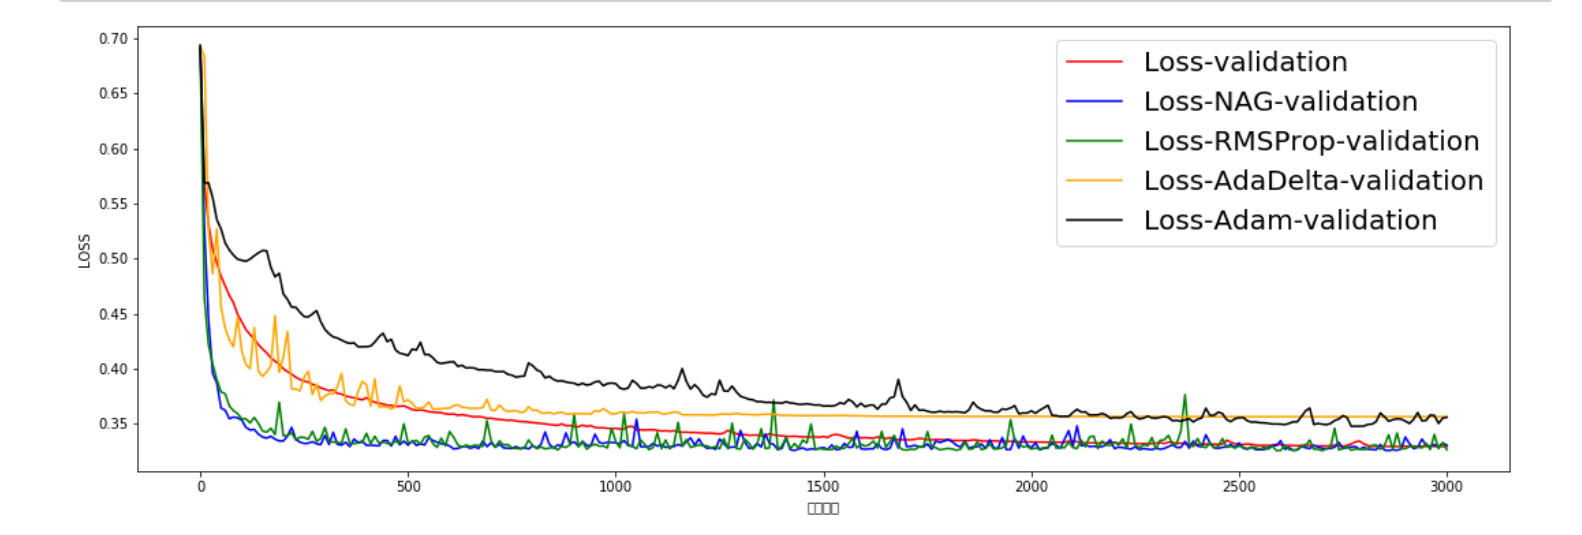 0.70
0.65
0.60
0.55
0.50
0.45
0.40
0.35
LOSS
0
500
1000
1500
2000
2500
3000
Loss-validation
Loss-NAG-validation
Loss-RMSProp-validation
Loss-AdaDelta-validation
Loss-Adam-validation